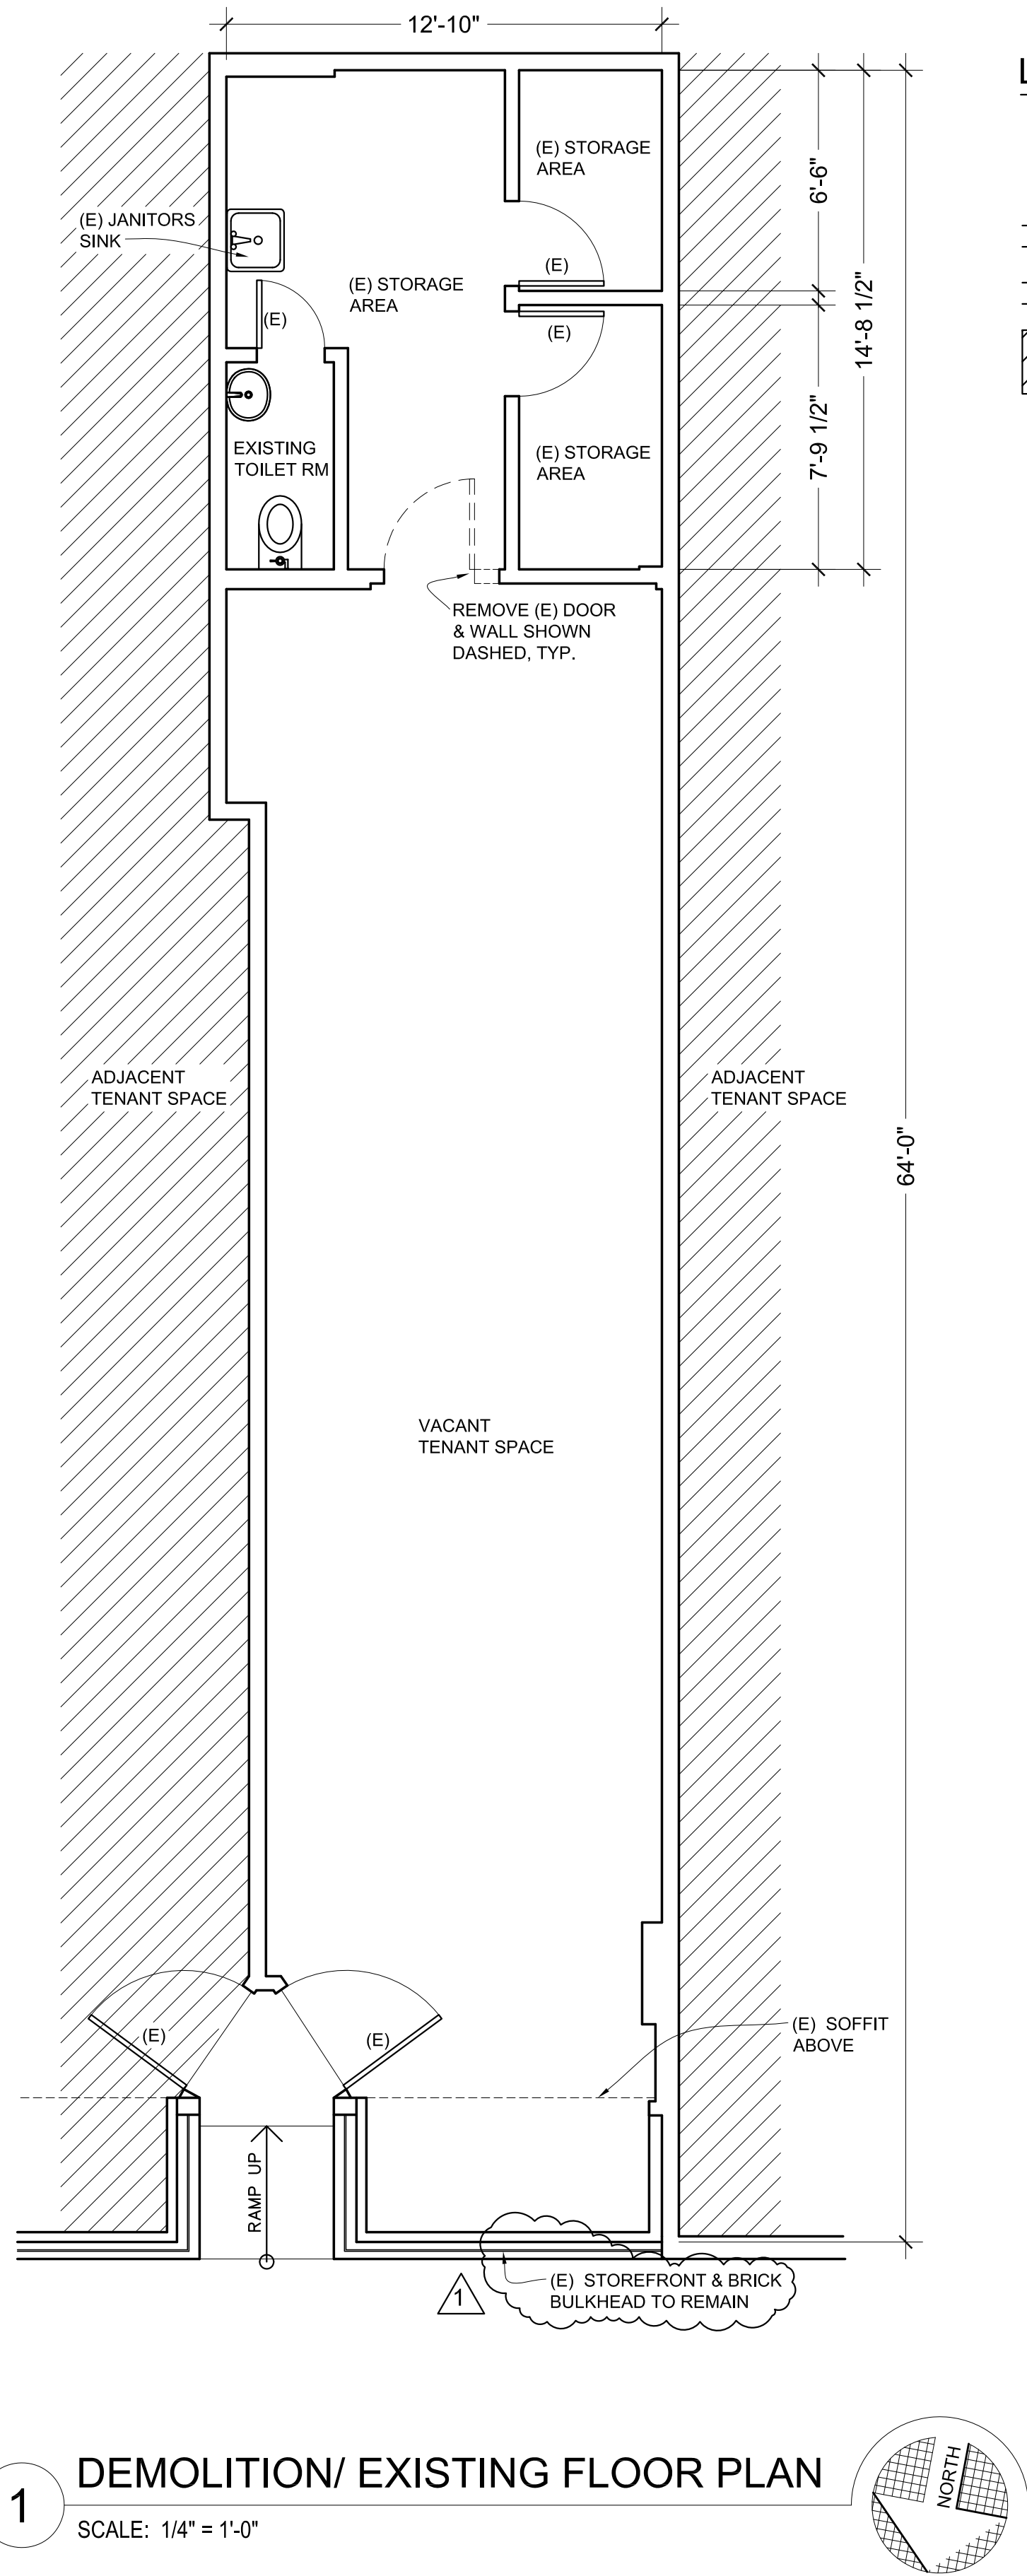 12'-10"
(E) STORAGE
AREA
6'-6"
(E) JANITORS
SINK
(E)
(E) STORAGE
AREA
14'-8 1/2"
(E)
(E)
7'-9 1/2"
EXISTING
TOILET RM
(E) STORAGE
AREA
REMOVE (E) DOOR
& WALL SHOWN
DASHED, TYP.
ADJACENT
TENANT SPACE
ADJACENT
TENANT SPACE
64'-0"
VACANT
TENANT SPACE
(E)
(E)
(E) SOFFIT
ABOVE
RAMP UP
1
(E) STOREFRONT & BRICK
BULKHEAD TO REMAIN
1
DEMOLITION/ EXISTING FLOOR PLAN
SCALE: 1/4" = 1'-0"
NORTH